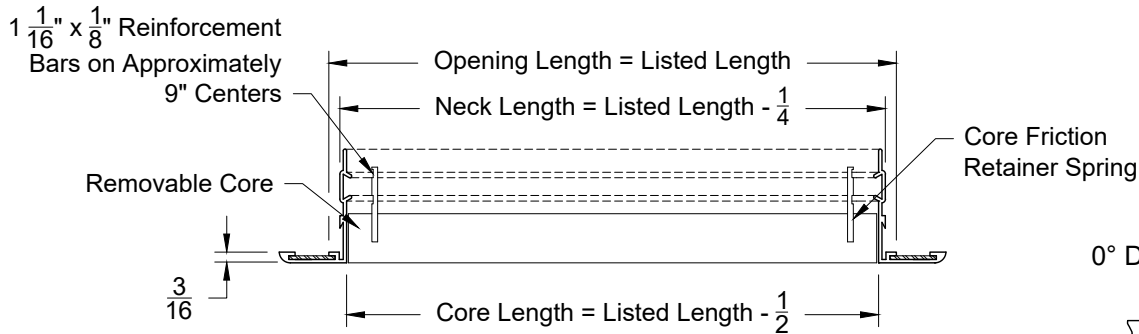 1 1/16" x 1/8" Reinforcement
Bars on Approximately
9" Centers
Opening Length = Listed Length
Neck Length = Listed Length - 1/4
Core Friction
Retainer Spring
Removable Core
0° D
3/16
Core Length = Listed Length - 1/2